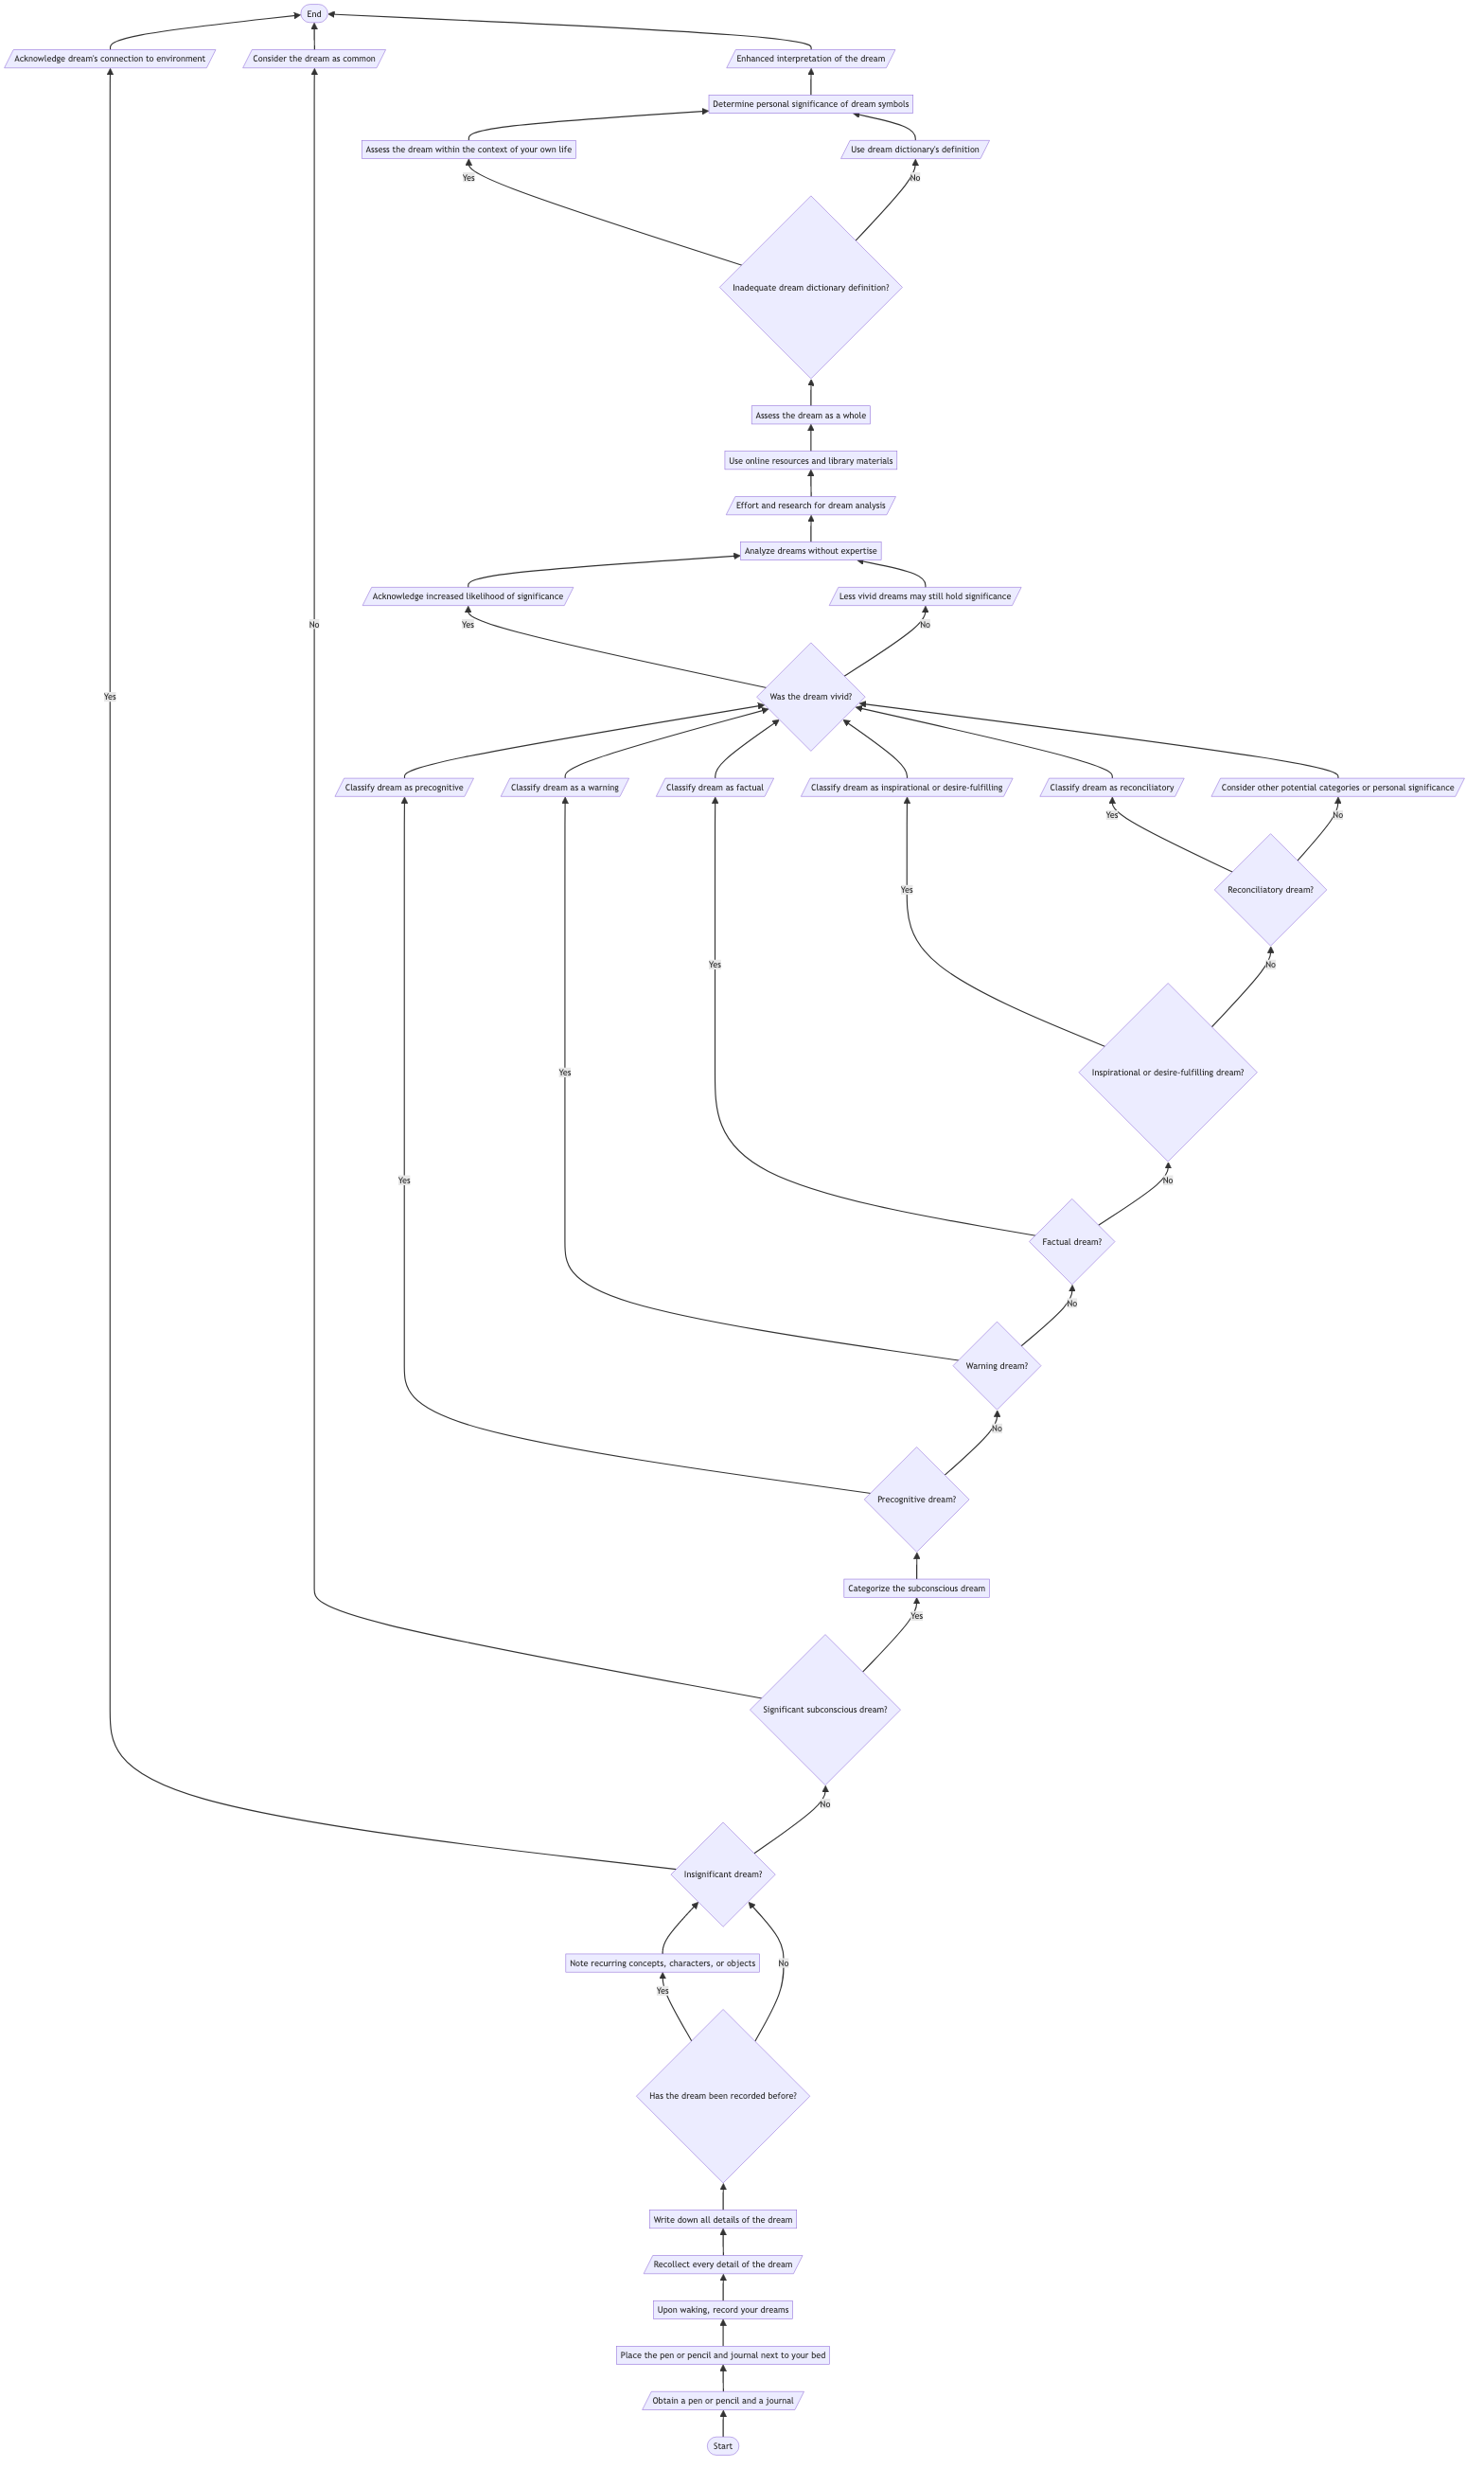 End
Acknowledge dream's connection to environment
Consider the dream as common
Enhanced interpretation of the dream
Determine personal significance of dream symbols
Assess the dream within the context of your own life
Use dream dictionary's definition
Yes
No
Inadequate dream dictionary definition?
Assess the dream as a whole
Use online resources and library materials
Effort and research for dream analysis
Analyze dreams without expertise
Acknowledge increased likelihood of significance
Less vivid dreams may still hold significance
No
Yes
No
Yes
Was the dream vivid?
Classify dream as precognitive
Classify dream as a warning
Classify dream as factual
Classify dream as inspirational or desire-fulfilling
Classify dream as reconciliatory
Consider other potential categories or personal significance
Yes
No
Yes
Reconciliatory dream?
Yes
No
Yes
Inspirational or desire-fulfilling dream?
Yes
No
Factual dream?
No
Warning dream?
No
Precognitive dream?
Categorize the subconscious dream
Yes
Significant subconscious dream?
No
Insignificant dream?
Note recurring concepts, characters, or objects
No
Yes
Has the dream been recorded before?
Write down all details of the dream
Recollect every detail of the dream
Upon waking, record your dreams
Place the pen or pencil and journal next to your bed
Obtain a pen or pencil and a journal
Start